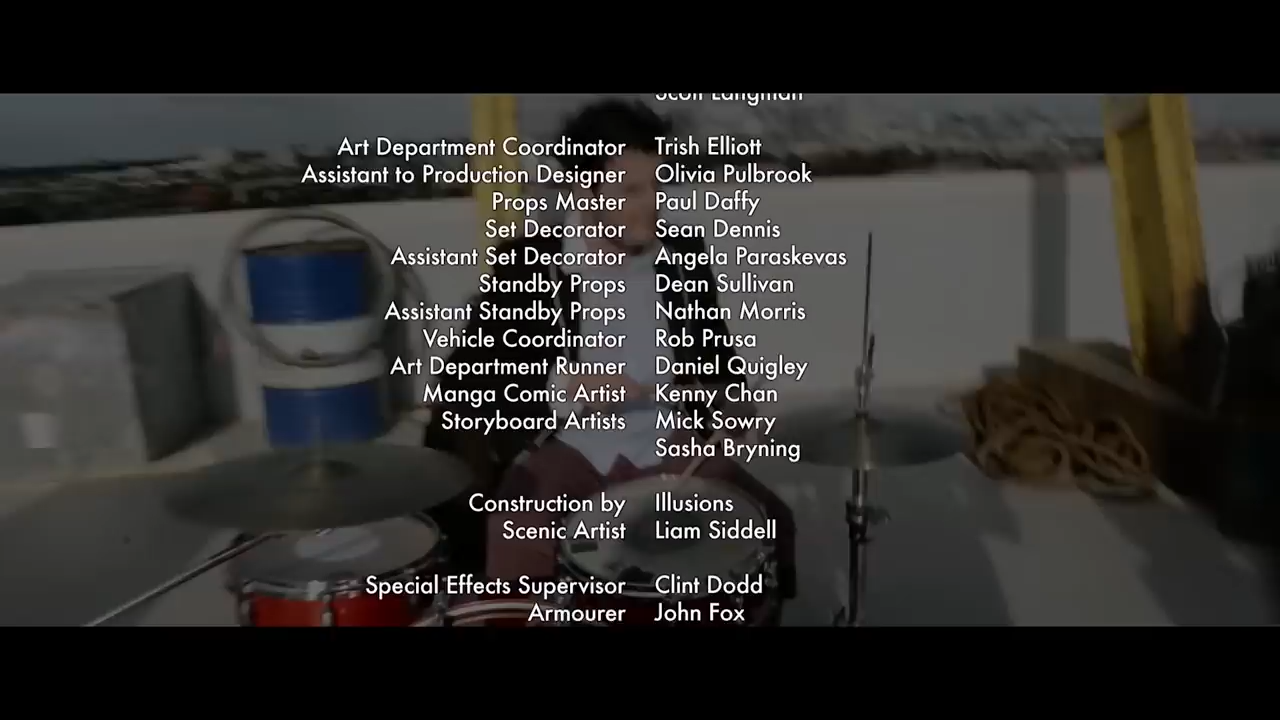 Art Department Coordinator Trish Elliott
Assistant to Production Designer Olivia Pulbrook
Props Master Paul Daffy
Set Decorator Sean Dennis
Assistant Set Decorator Angela Paraskevas
Standby Props Dean Sullivan
Assistant Standby Props Nathan Morris
Vehicle Coordinator Rob Prusa
Art Department Runner Daniel Quigley
Manga Comic Artist Kenny Chan
Storyboard Artists Mick Sowry
Sasha Bryning
Construction by Illusions
Scenic Artist Liam Siddell
Special Effects Supervisor Clint Dodd
Armourer John Fox